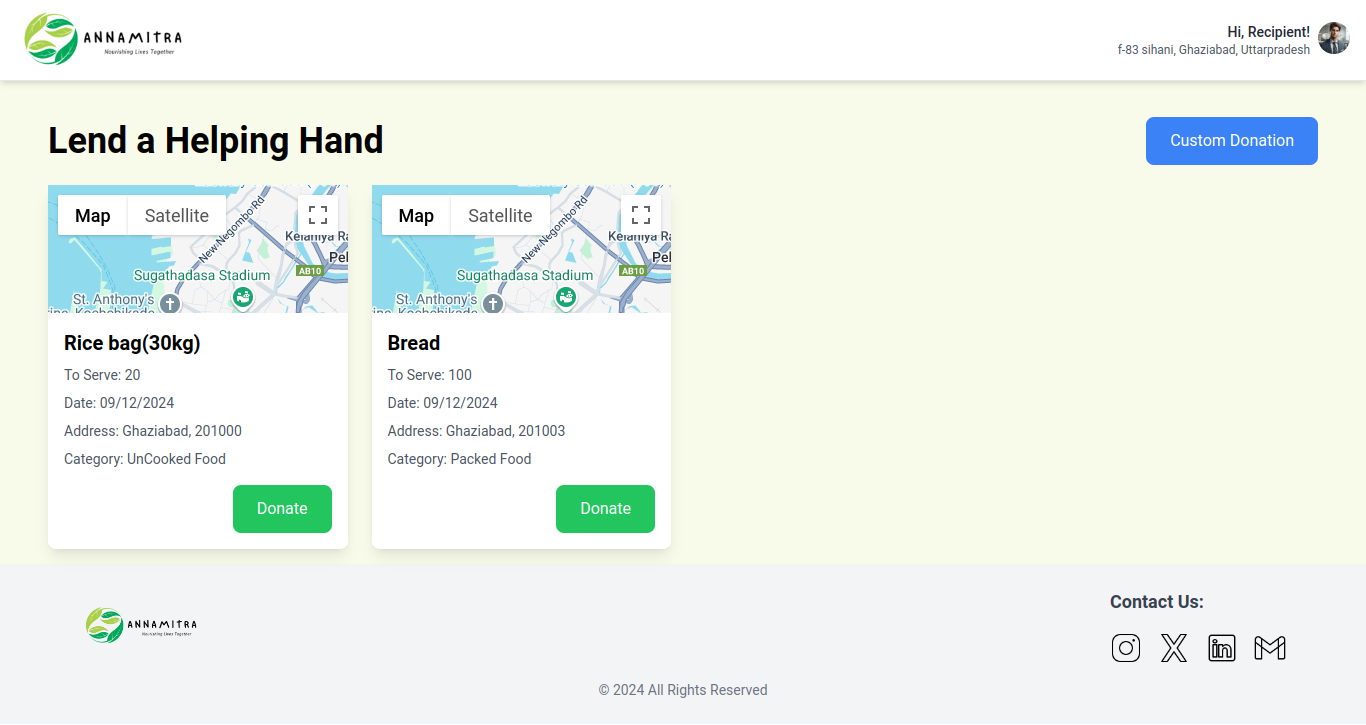 ANNAMITRA
Nourishing Lives Together
Hi, Recipient!
f-83 sihani, Ghaziabad, Uttarpradesh
Lend a Helping Hand
Custom Donation
Map
Satellite
New Negombo Rd
Kelaniya Ra
Pel
AB10
Sugathadasa Stadium
St. Anthony's
Rice bag(30kg)
To Serve: 20
Date: 09/12/2024
Address: Ghaziabad, 201000
Category: UnCooked Food
Donate
Map
Satellite
New Negombo Rd
Kelaniya Ra
Pel
AB10
Sugathadasa Stadium
St. Anthony's
Bread
To Serve: 100
Date: 09/12/2024
Address: Ghaziabad, 201003
Category: Packed Food
Donate
ANNAMITRA
Nourishing Lives Together
Contact Us:
in
© 2024 All Rights Reserved